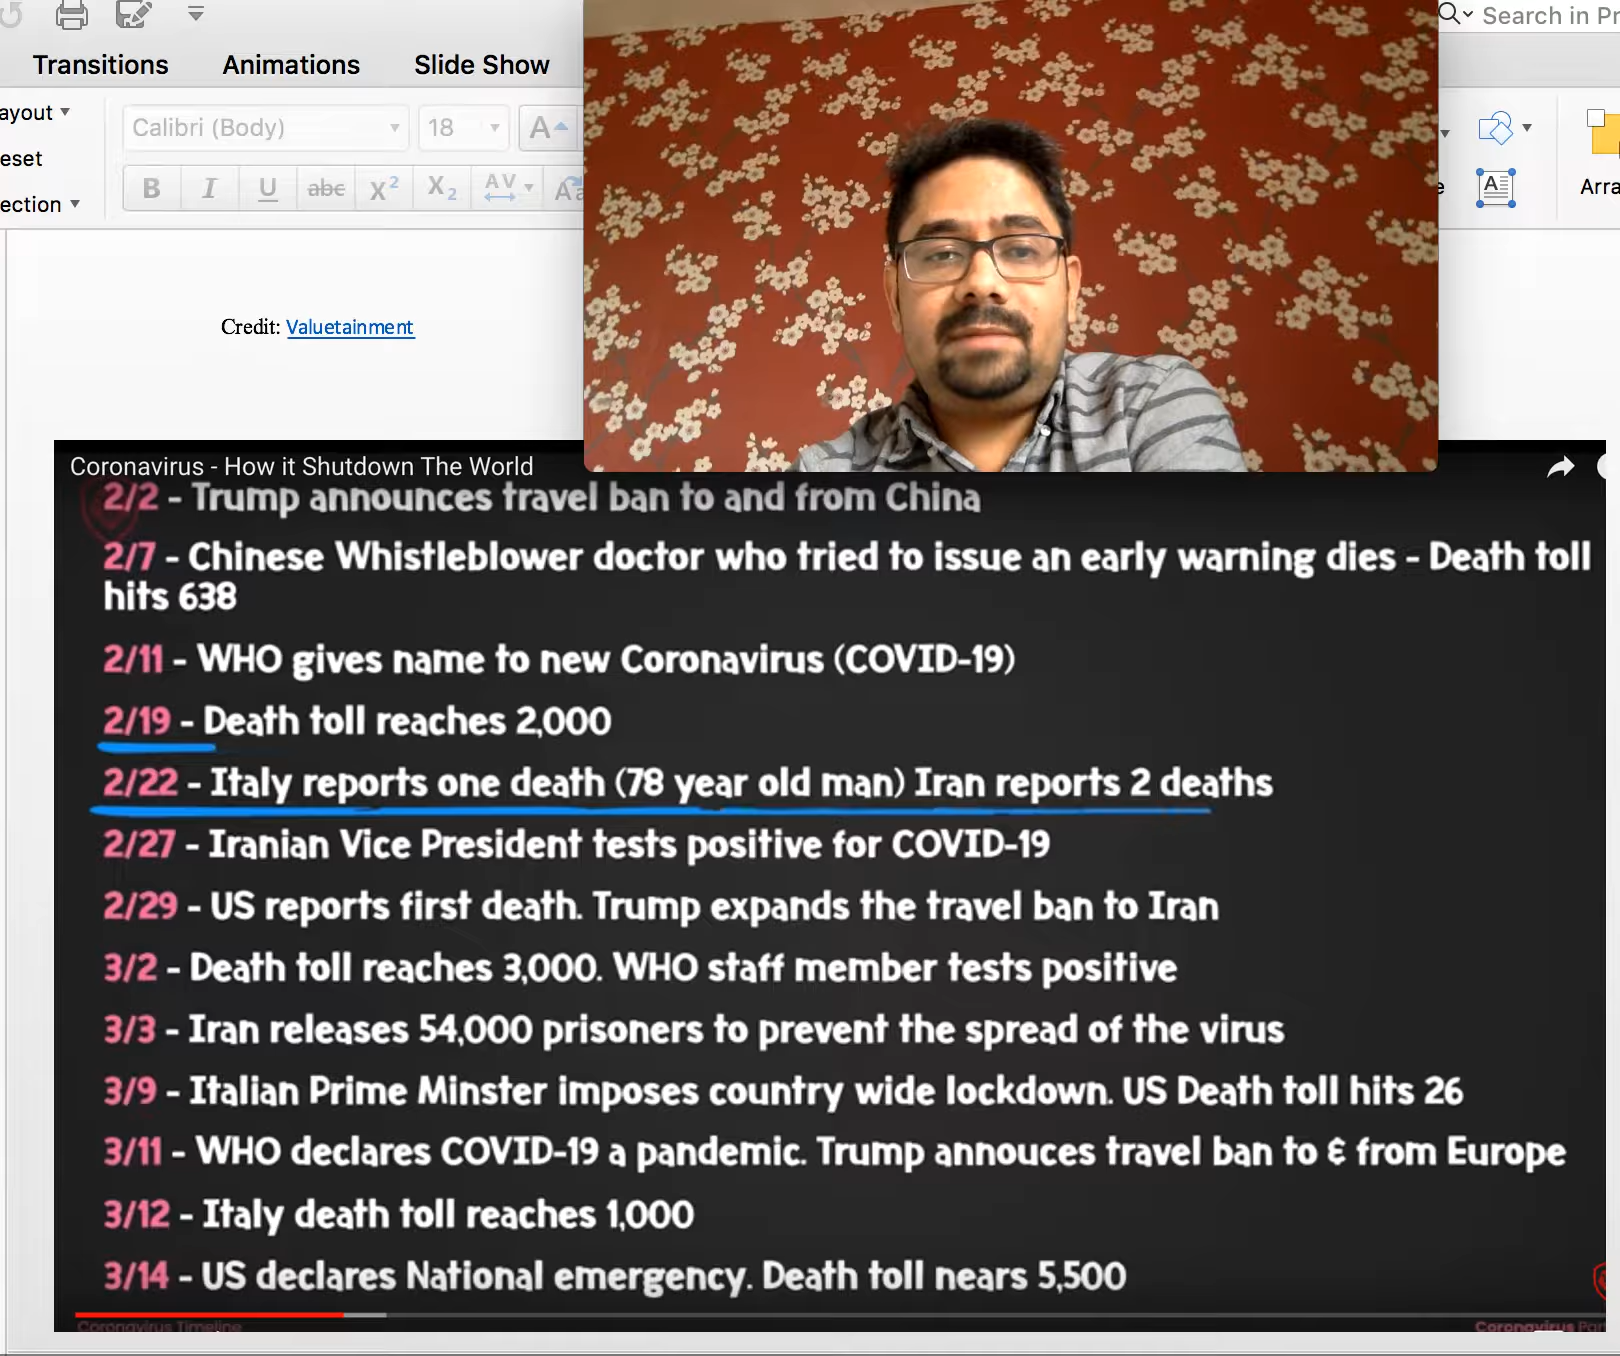 Search in Pr
Transitions Animations Slide Show
ayout
Calibri (Body) 18 A
eset
B I U abc X2 X2 AV Aa
ection
Arra
Credit: Valuetainment
Coronavirus - How it Shutdown The World
2/2 - Trump announces travel ban to and from China
2/7 - Chinese Whistleblower doctor who tried to issue an early warning dies - Death toll
hits 638
2/11 - WHO gives name to new Coronavirus (COVID-19)
2/19 - Death toll reaches 2,000
2/22 - Italy reports one death (78 year old man) Iran reports 2 deaths
2/27 - Iranian Vice President tests positive for COVID-19
2/29 - US reports first death. Trump expands the travel ban to Iran
3/2 - Death toll reaches 3,000. WHO staff member tests positive
3/3 - Iran releases 54,000 prisoners to prevent the spread of the virus
3/9 - Italian Prime Minster imposes country wide lockdown. US Death toll hits 26
3/11 - WHO declares COVID-19 a pandemic. Trump annouces travel ban to & from Europe
3/12 - Italy death toll reaches 1,000
3/14 - US declares National emergency. Death toll nears 5,500
Coronavirus Timeline
Coronavirus Part